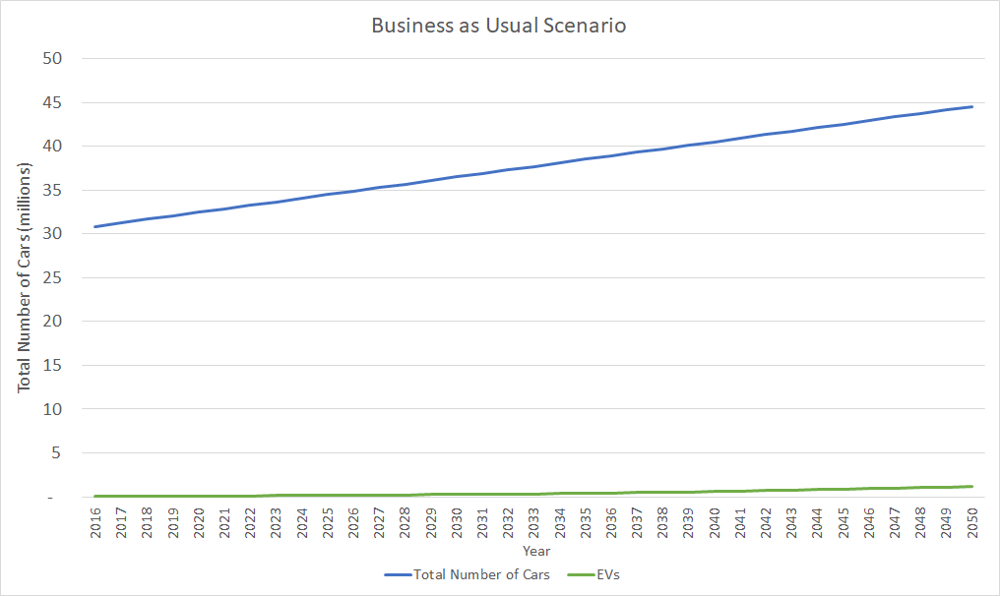 Business as Usual Scenario
Total Number of Cars (millions)
50
45
40
35
30
25
20
15
10
5
-
2016 2017 2018 2019 2020 2021 2022 2023 2024 2025 2026 2027 2028 2029 2030 2031 2032 2033 2034 2035 2036 2037 2038 2039 2040 2041 2042 2043 2044 2045 2046 2047 2048 2049 2050
Year
Total Number of Cars EVs